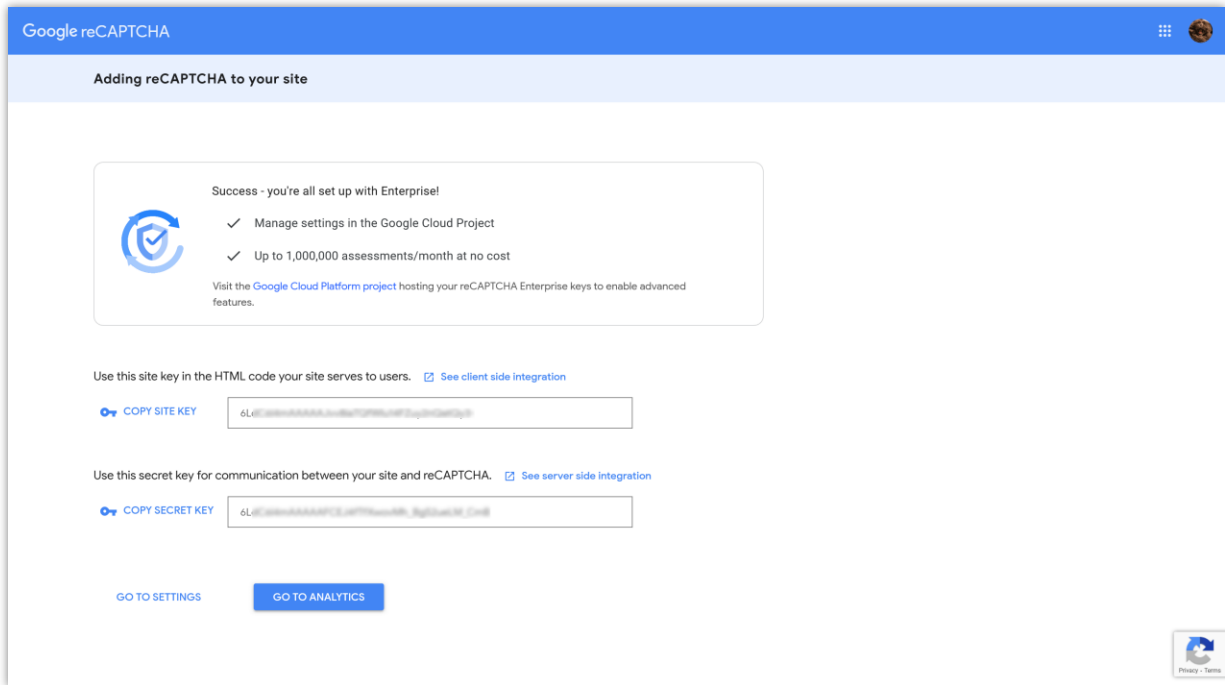 Google reCAPTCHA
Adding reCAPTCHA to your site
Success - you're all set up with Enterprise!
Manage settings in the Google Cloud Project
Up to 1,000,000 assessments/month at no cost
Visit the Google Cloud Platform project hosting your reCAPTCHA Enterprise keys to enable advanced
features.
Use this site key in the HTML code your site serves to users. See client side integration
COPY SITE KEY
Use this secret key for communication between your site and reCAPTCHA. See server side integration
COPY SECRET KEY
GO TO SETTINGS GO TO ANALYTICS
Privacy - Terms